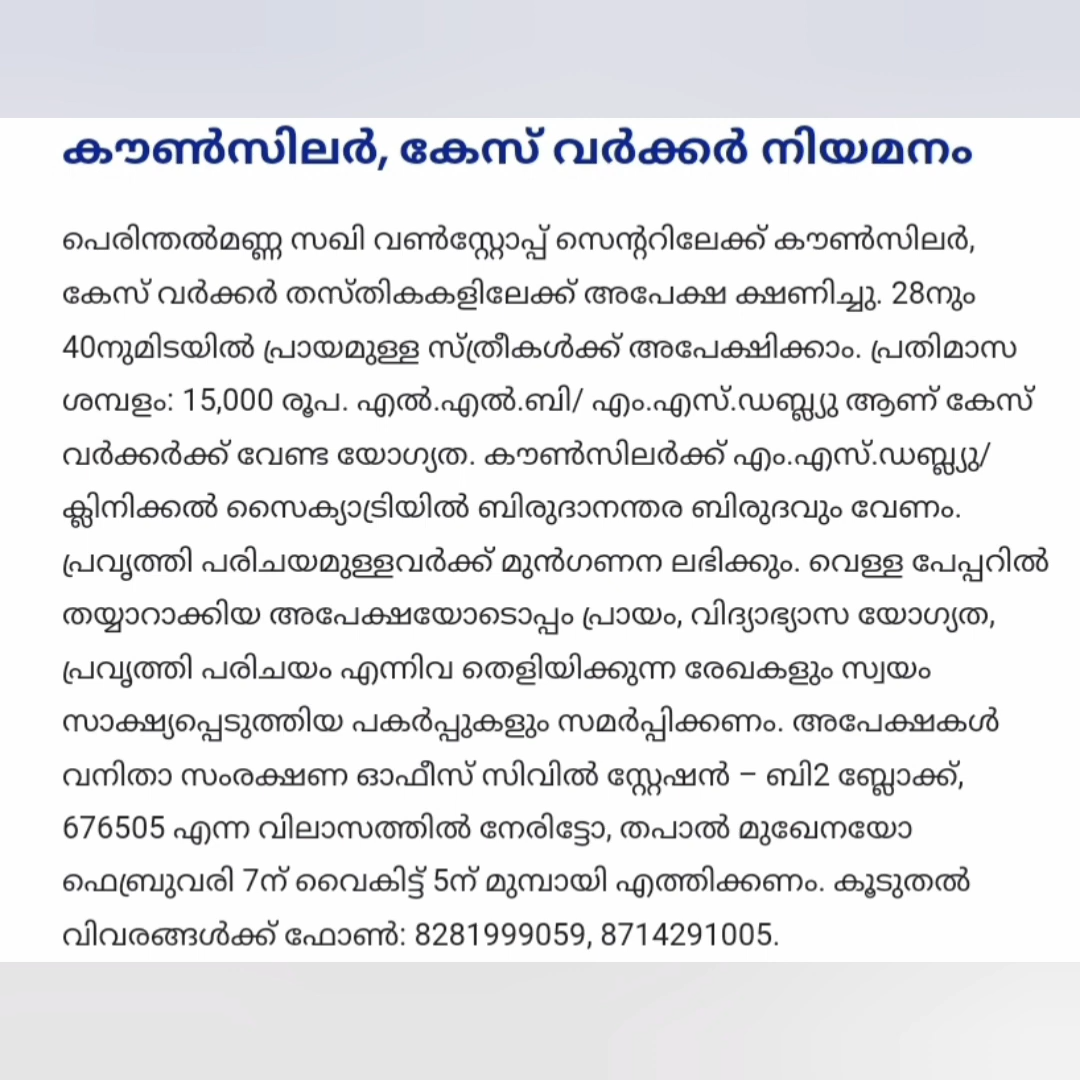 കൗൺസിലർ, കേസ് വർക്കർ നിയമനം
പെരിന്തൽമണ്ണ സഖി വൺസ്റ്റോപ്പ് സെന്ററിലേക്ക് കൗൺസിലർ,
കേസ് വർക്കർ തസ്തികകളിലേക്ക് അപേക്ഷ ക്ഷണിച്ചു. 28നും
40നുമിടയിൽ പ്രായമുള്ള സ്ത്രീകൾക്ക് അപേക്ഷിക്കാം. പ്രതിമാസ
ശമ്പളം: 15,000 രൂപ. എൽ.എൽ.ബി/ എം.എസ്.ഡബ്ല്യു ആണ് കേസ്
വർക്കർക്ക് വേണ്ട യോഗ്യത. കൗൺസിലർക്ക് എം.എസ്.ഡബ്ല്യു/
ക്ലിനിക്കൽ സൈക്യാട്രിയിൽ ബിരുദാനന്തര ബിരുദവും വേണം.
പ്രവൃത്തി പരിചയമുള്ളവർക്ക് മുൻഗണന ലഭിക്കും. വെള്ള പേപ്പറിൽ
തയ്യാറാക്കിയ അപേക്ഷയോടൊപ്പം പ്രായം, വിദ്യാഭ്യാസ യോഗ്യത,
പ്രവൃത്തി പരിചയം എന്നിവ തെളിയിക്കുന്ന രേഖകളും സ്വയം
സാക്ഷ്യപ്പെടുത്തിയ പകർപ്പുകളും സമർപ്പിക്കണം. അപേക്ഷകൾ
വനിതാ സംരക്ഷണ ഓഫീസ് സിവിൽ സ്റ്റേഷൻ – ബി2 ബ്ലോക്ക്,
676505 എന്ന വിലാസത്തിൽ നേരിട്ടോ, തപാൽ മുഖേനയോ
ഫെബ്രുവരി 7ന് വൈകിട്ട് 5ന് മുമ്പായി എത്തിക്കണം. കൂടുതൽ
വിവരങ്ങൾക്ക് ഫോൺ: 8281999059, 8714291005.